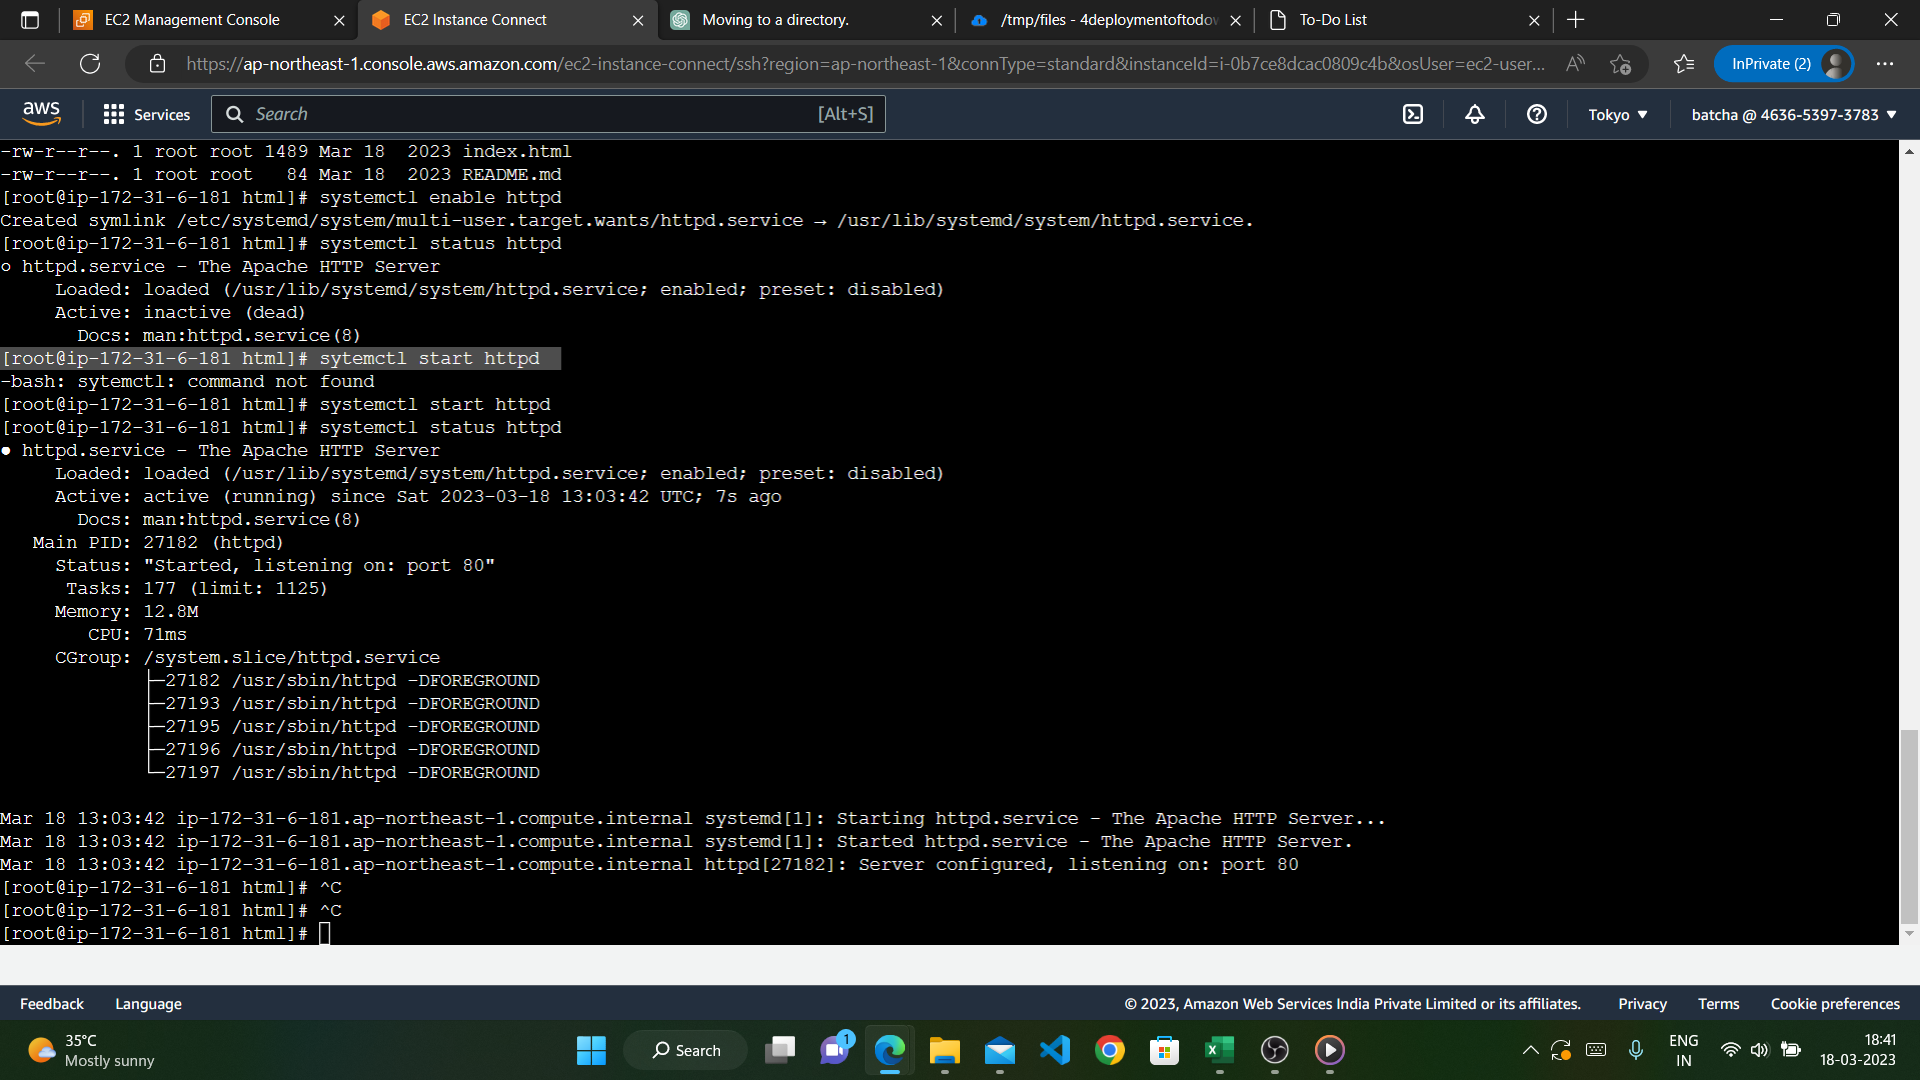 EC2 Management Console
EC2 Instance Connect
Moving to a directory.
/tmp/files - 4deploymentoftodov
To-Do List
https://ap-northeast-1.console.aws.amazon.com/ec2-instance-connect/ssh?region=ap-northeast-1&connType=standard&instanceId=i-0b7ce8dcac0809c4b&osUser=ec2-user...
InPrivate (2)
aws
Services
Search
[Alt+S]
Tokyo
batcha @ 4636-5397-3783
-rw-r--r--. 1 root root 1489 Mar 18  2023 index.html
-rw-r--r--. 1 root root   84 Mar 18  2023 README.md
[root@ip-172-31-6-181 html]# systemctl enable httpd
Created symlink /etc/systemd/system/multi-user.target.wants/httpd.service → /usr/lib/systemd/system/httpd.service.
[root@ip-172-31-6-181 html]# systemctl status httpd
○ httpd.service - The Apache HTTP Server
     Loaded: loaded (/usr/lib/systemd/system/httpd.service; enabled; preset: disabled)
     Active: inactive (dead)
       Docs: man:httpd.service(8)
[root@ip-172-31-6-181 html]# sytemctl start httpd
-bash: sytemctl: command not found
[root@ip-172-31-6-181 html]# systemctl start httpd
[root@ip-172-31-6-181 html]# systemctl status httpd
● httpd.service - The Apache HTTP Server
     Loaded: loaded (/usr/lib/systemd/system/httpd.service; enabled; preset: disabled)
     Active: active (running) since Sat 2023-03-18 13:03:42 UTC; 7s ago
       Docs: man:httpd.service(8)
   Main PID: 27182 (httpd)
     Status: "Started, listening on: port 80"
      Tasks: 177 (limit: 1125)
     Memory: 12.8M
        CPU: 71ms
     CGroup: /system.slice/httpd.service
             ├─27182 /usr/sbin/httpd -DFOREGROUND
             ├─27193 /usr/sbin/httpd -DFOREGROUND
             ├─27195 /usr/sbin/httpd -DFOREGROUND
             ├─27196 /usr/sbin/httpd -DFOREGROUND
             └─27197 /usr/sbin/httpd -DFOREGROUND
Mar 18 13:03:42 ip-172-31-6-181.ap-northeast-1.compute.internal systemd[1]: Starting httpd.service - The Apache HTTP Server...
Mar 18 13:03:42 ip-172-31-6-181.ap-northeast-1.compute.internal systemd[1]: Started httpd.service - The Apache HTTP Server.
Mar 18 13:03:42 ip-172-31-6-181.ap-northeast-1.compute.internal httpd[27182]: Server configured, listening on: port 80
[root@ip-172-31-6-181 html]# ^C
[root@ip-172-31-6-181 html]# ^C
[root@ip-172-31-6-181 html]#
Feedback
Language
© 2023, Amazon Web Services India Private Limited or its affiliates.
Privacy
Terms
Cookie preferences
35°C
Mostly sunny
Search
1
ENG
IN
18:41
18-03-2023